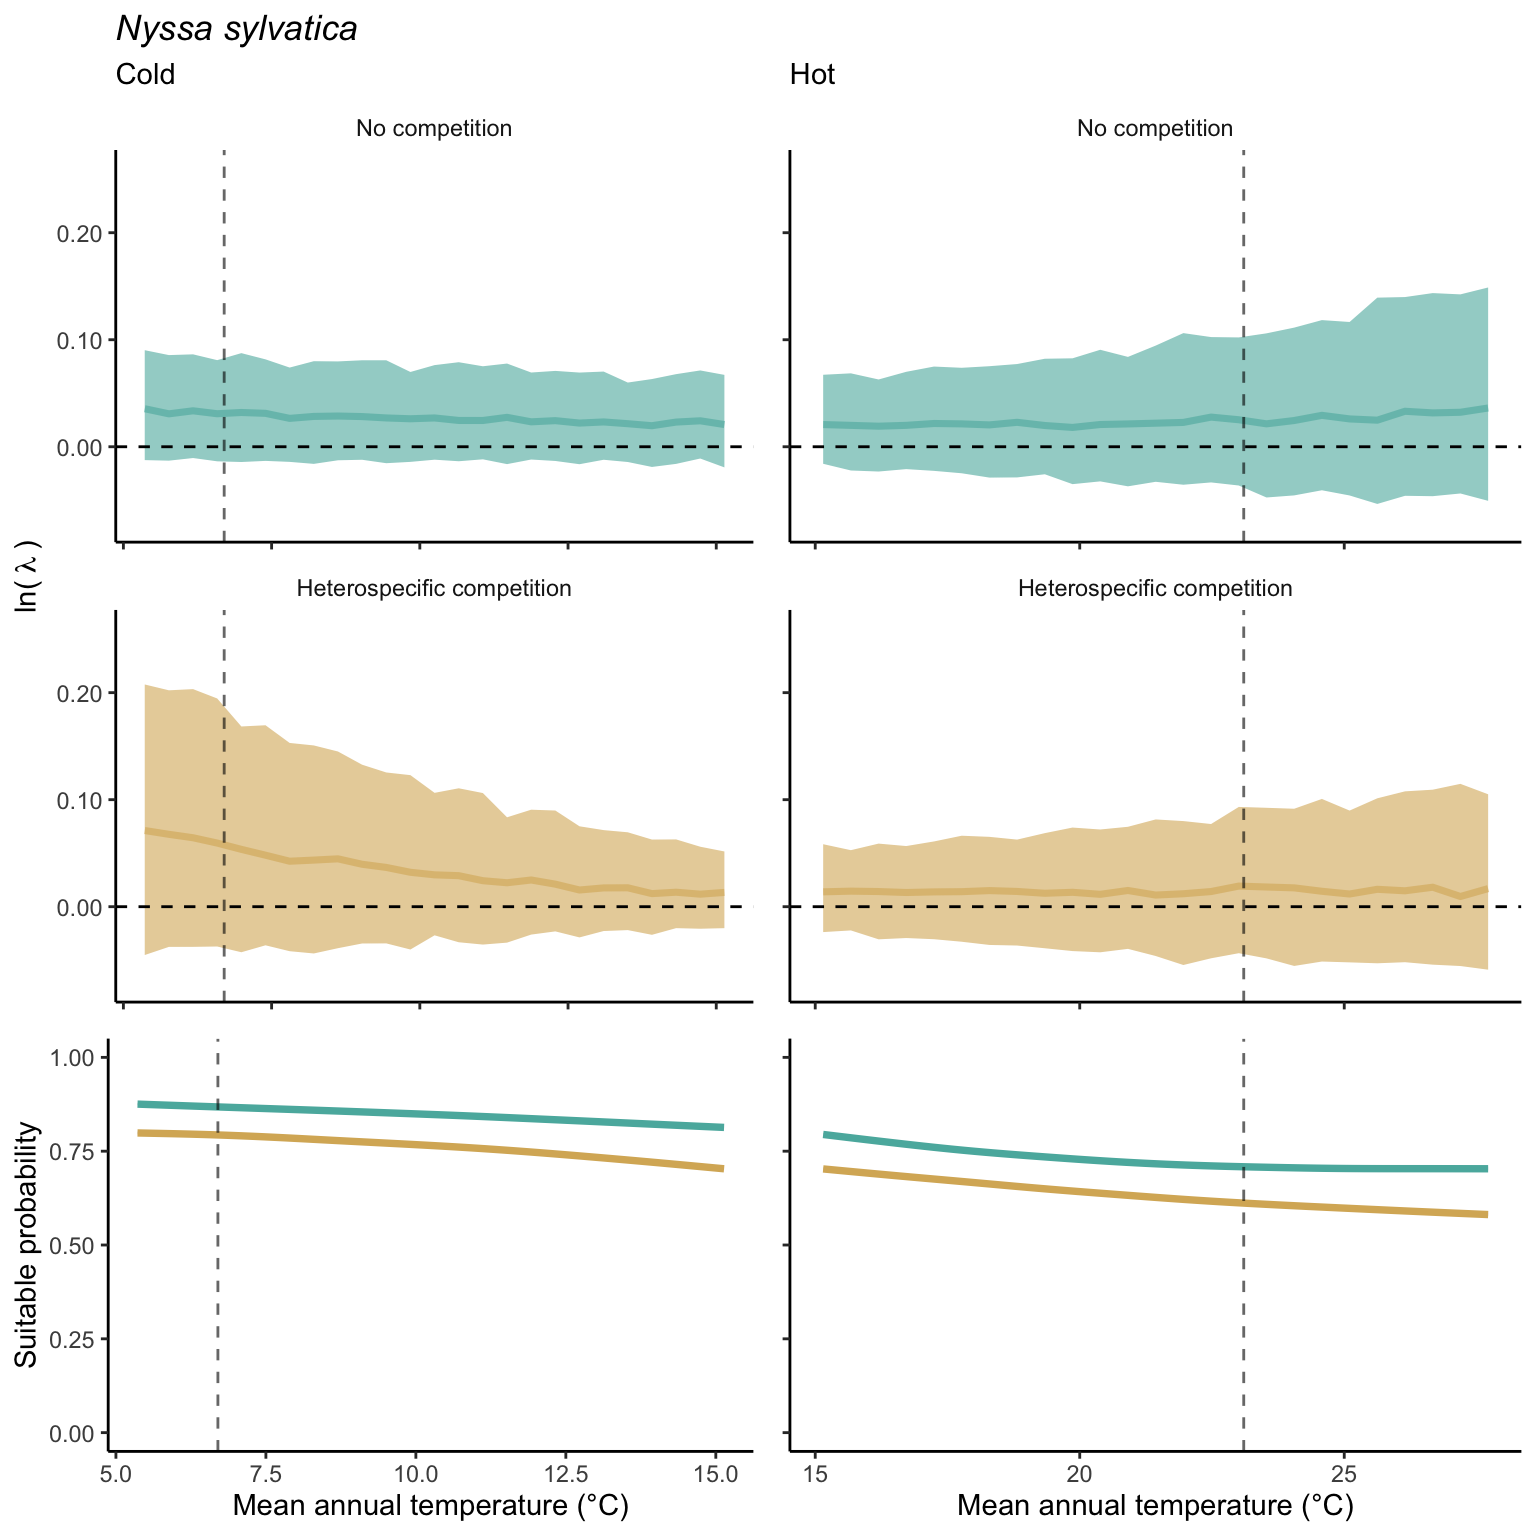 Nyssa sylvatica
Cold
Hot
No competition
No competition
0.20
0.10
0.00
ln( λ )
Heterospecific competition
Heterospecific competition
0.20
0.10
0.00
1.00
0.75
0.50
0.25
0.00
Suitable probability
5.0 7.5 10.0 12.5 15.0
15 20 25
Mean annual temperature (°C)
Mean annual temperature (°C)